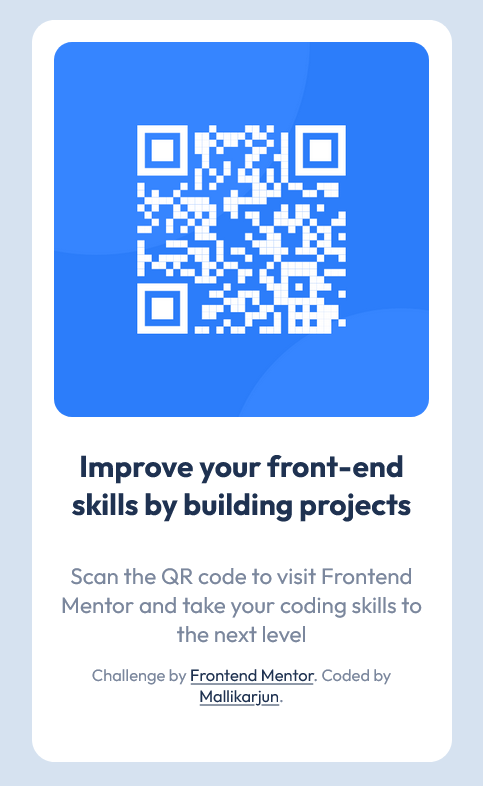 Improve your front-end
skills by building projects
Scan the QR code to visit Frontend
Mentor and take your coding skills to
the next level
Challenge by Frontend Mentor. Coded by
Mallikarjun.